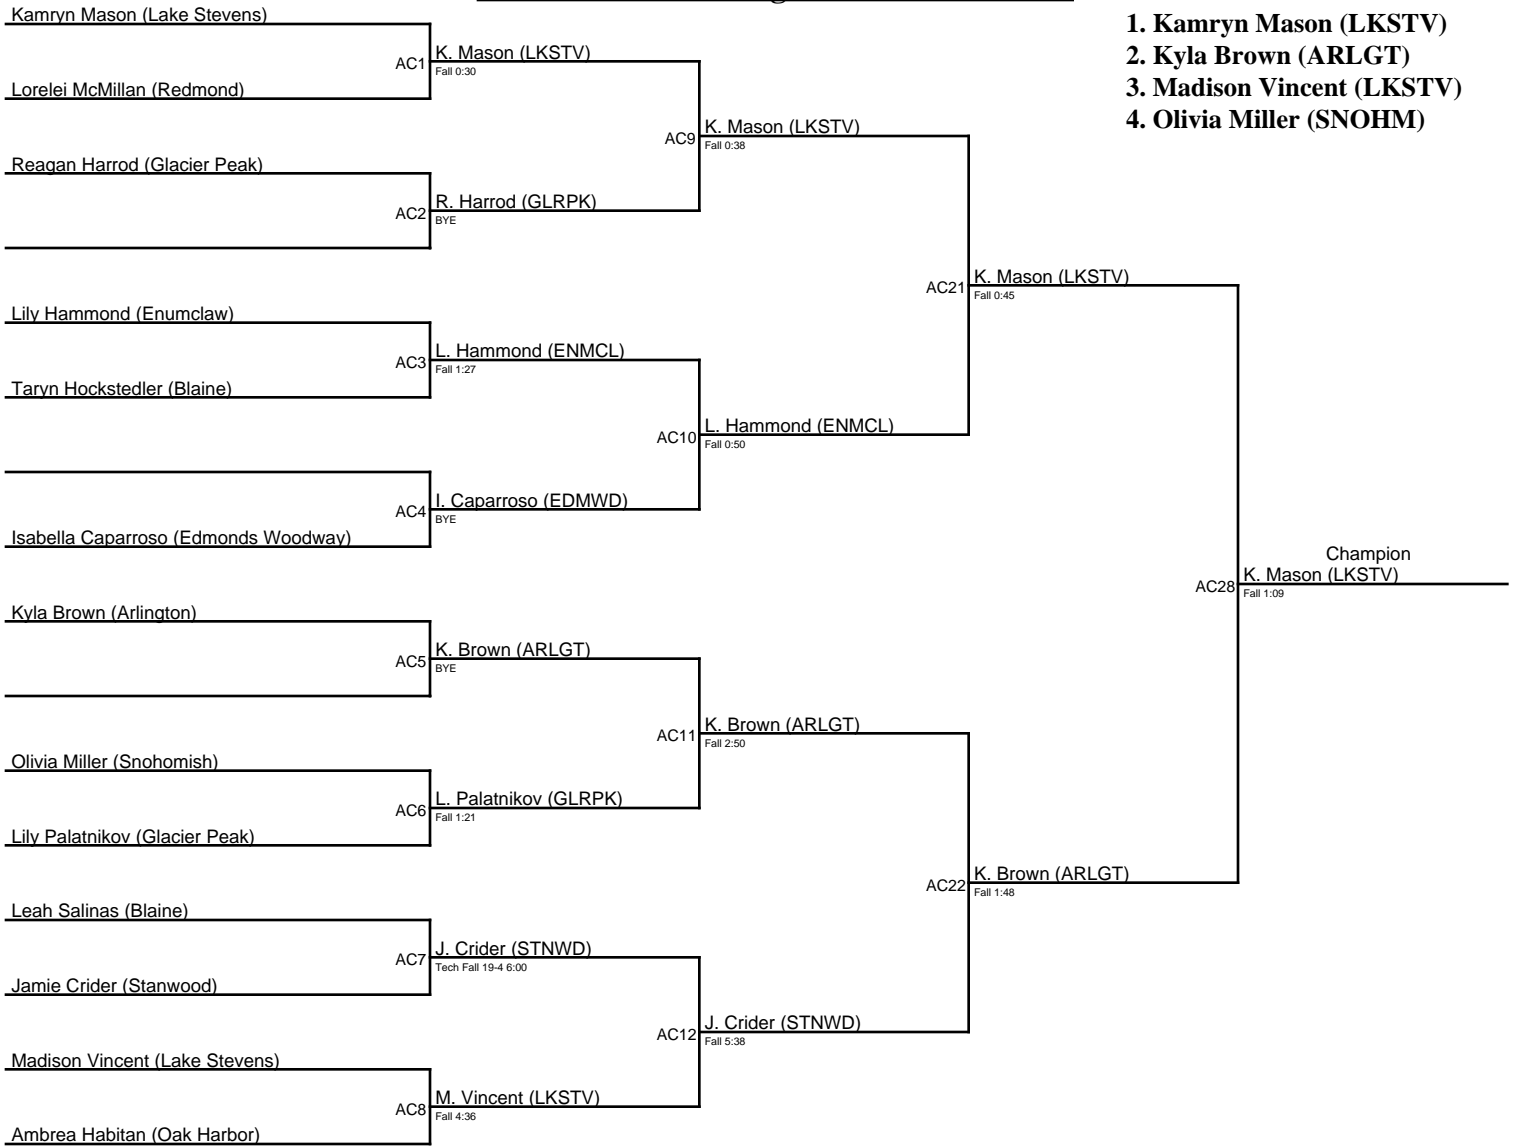 Kamryn Mason (Lake Stevens)
AC1
K. Mason (LKSTV)
Fall 0:30
Lorelei McMillan (Redmond)
AC9
K. Mason (LKSTV)
Fall 0:38
Reagan Harrod (Glacier Peak)
AC2
R. Harrod (GLRPK)
BYE
AC21
K. Mason (LKSTV)
Fall 0:45
Lily Hammond (Enumclaw)
AC3
L. Hammond (ENMCL)
Fall 1:27
Taryn Hockstedler (Blaine)
AC10
L. Hammond (ENMCL)
Fall 0:50
AC4
I. Caparroso (EDMWD)
BYE
Isabella Caparroso (Edmonds Woodway)
Champion
AC28
K. Mason (LKSTV)
Fall 1:09
Kyla Brown (Arlington)
AC5
K. Brown (ARLGT)
BYE
AC11
K. Brown (ARLGT)
Fall 2:50
Olivia Miller (Snohomish)
AC6
L. Palatnikov (GLRPK)
Fall 1:21
Lily Palatnikov (Glacier Peak)
AC22
K. Brown (ARLGT)
Fall 1:48
Leah Salinas (Blaine)
AC7
J. Crider (STNWD)
Tech Fall 19-4 6:00
Jamie Crider (Stanwood)
AC12
J. Crider (STNWD)
Fall 5:38
Madison Vincent (Lake Stevens)
AC8
M. Vincent (LKSTV)
Fall 4:36
Ambrea Habitan (Oak Harbor)
1. Kamryn Mason (LKSTV)
2. Kyla Brown (ARLGT)
3. Madison Vincent (LKSTV)
4. Olivia Miller (SNOHM)